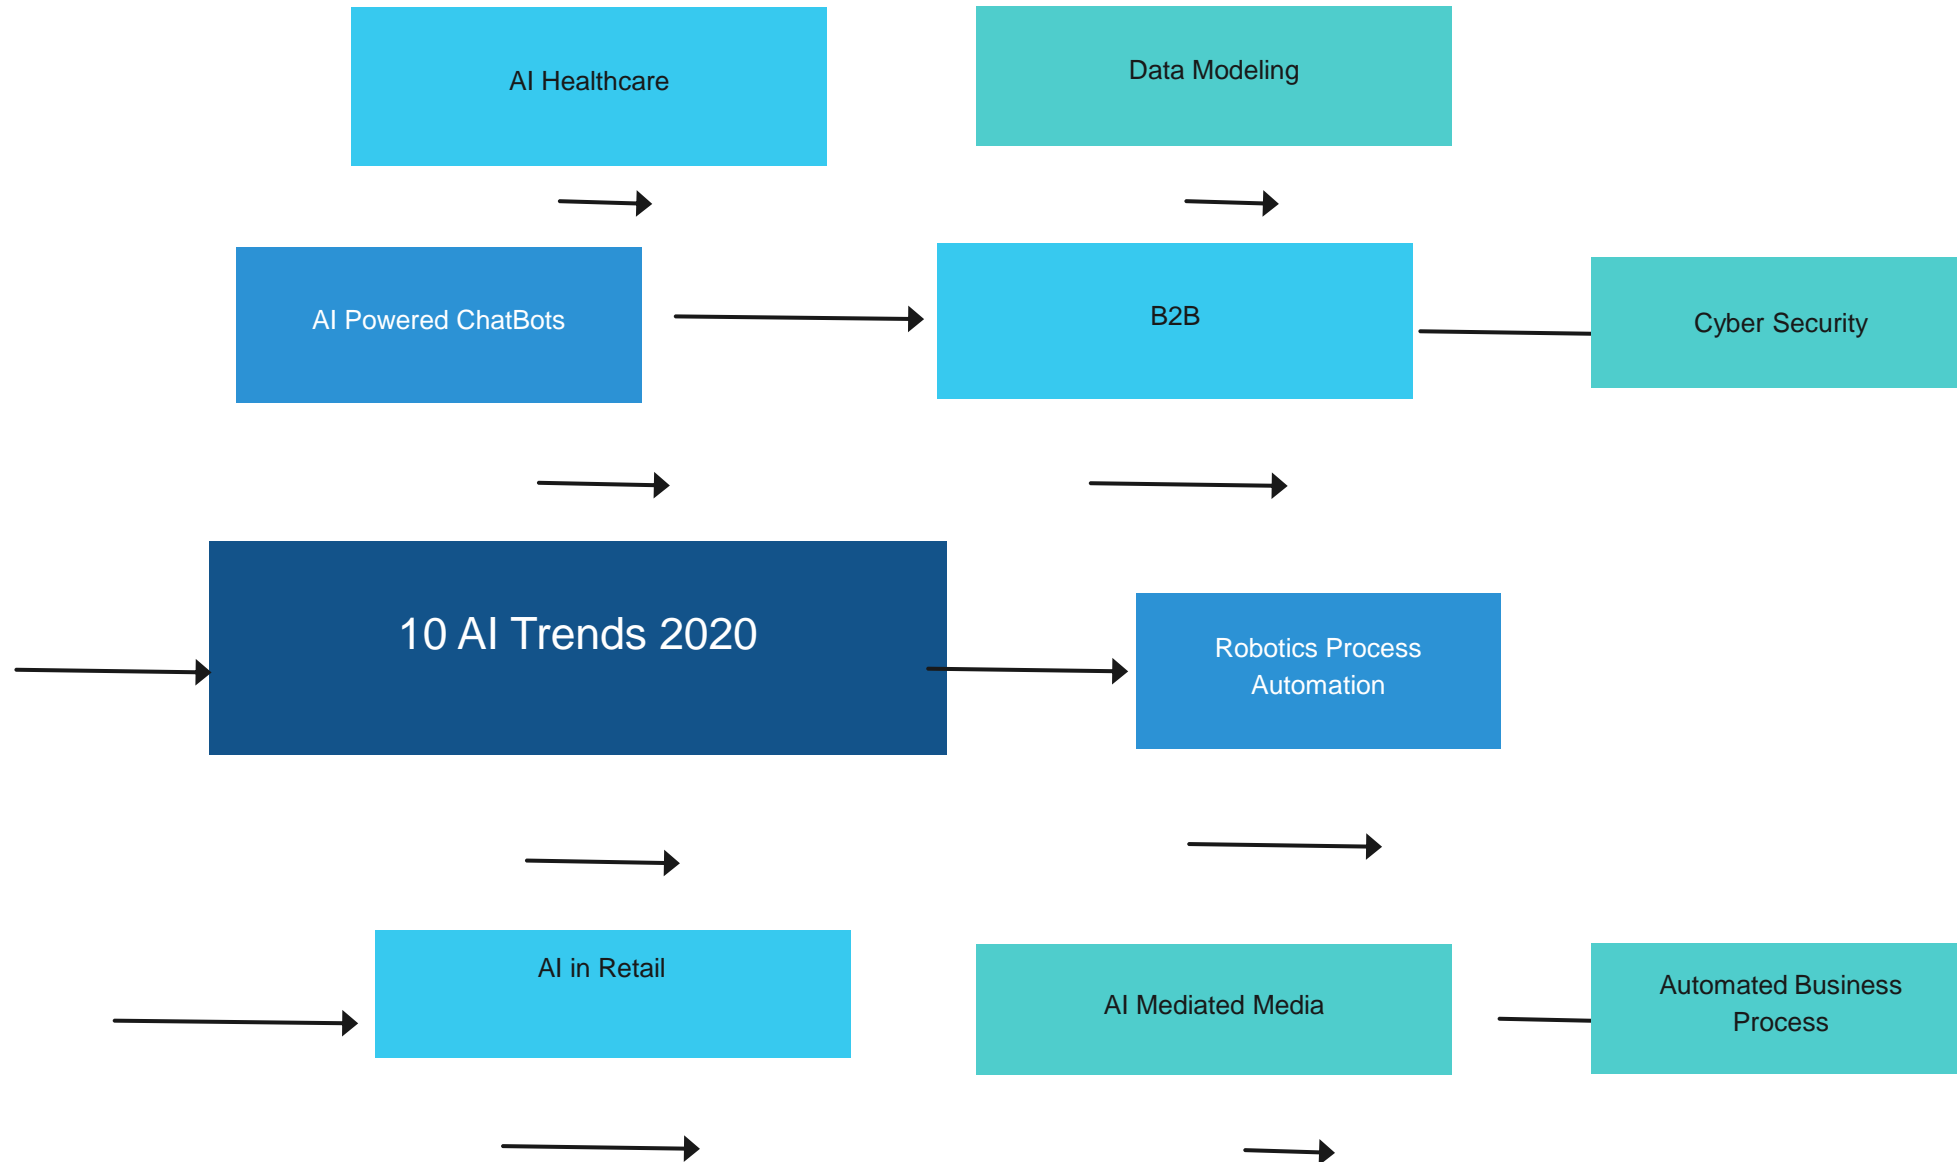 AI Healthcare
Data Modeling
AI Powered ChatBots
B2B
Cyber Security
10 AI Trends 2020
Robotics Process
Automation
AI in Retail
AI Mediated Media
Automated Business
Process